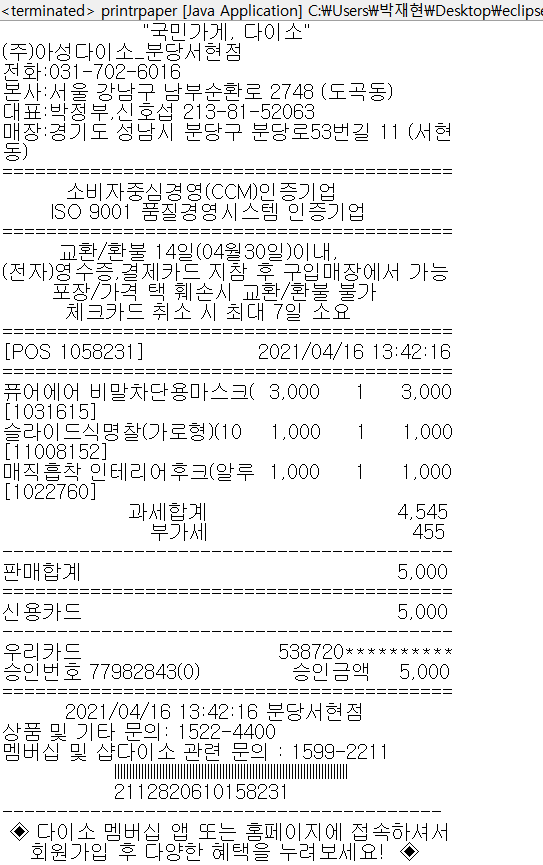 <terminated> printrpaper [Java Application] C:₩Users₩박재현₩Desktop₩eclipse
"국민가게, 다이소"
(주)아성다이소_분당서현점
전화:031-702-6016
본사:서울 강남구 남부순환로 2748 (도곡동)
대표:박정부,신호섭 213-81-52063
매장:경기도 성남시 분당구 분당로53번길 11 (서현
동)
=========================================
소비자중심경영(CCM)인증기업
ISO 9001 품질경영시스템 인증기업
=========================================
교환/환불 14일(04월30일)이내,
(전자)영수증,결제카드 지참 후 구입매장에서 가능
포장/가격 택 훼손시 교환/환불 불가
체크카드 취소 시 최대 7일 소요
=========================================
[POS 1058231] 2021/04/16 13:42:16
=========================================
퓨어에어 비말차단용마스크( 3,000 1 3,000
[1031615]
슬라이드식명찰(가로형)(10 1,000 1 1,000
[11008152]
매직흡착 인테리어후크(알루 1,000 1 1,000
[1022760]
과세합계 4,545
부가세 455
-----------------------------------------
판매합계 5,000
=========================================
신용카드 5,000
-----------------------------------------
우리카드 538720**********
승인번호 77982843(0) 승인금액 5,000
=========================================
2021/04/16 13:42:16 분당서현점
상품 및 기타 문의: 1522-4400
멤버십 및 샵다이소 관련 문의 : 1599-2211
2112820610158231
----------------------------------------
◈ 다이소 멤버십 앱 또는 홈페이지에 접속하셔서
회원가입 후 다양한 혜택을 누려보세요! ◈